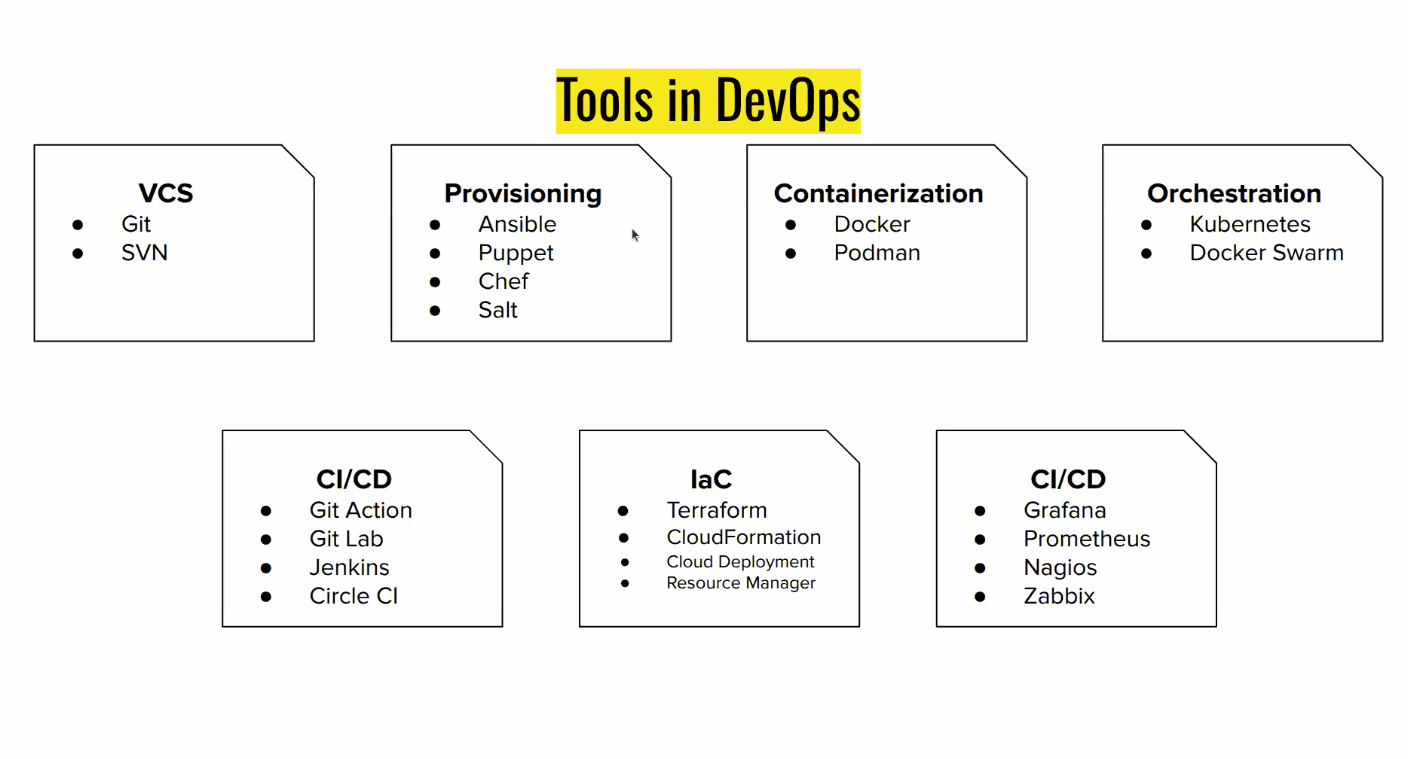 Tools in DevOps
VCS
● Git
● SVN
Provisioning
● Ansible
● Puppet
● Chef
● Salt
Containerization
● Docker
● Podman
Orchestration
● Kubernetes
● Docker Swarm
CI/CD
● Git Action
● Git Lab
● Jenkins
● Circle CI
IaC
● Terraform
● CloudFormation
● Cloud Deployment
● Resource Manager
CI/CD
● Grafana
● Prometheus
● Nagios
● Zabbix